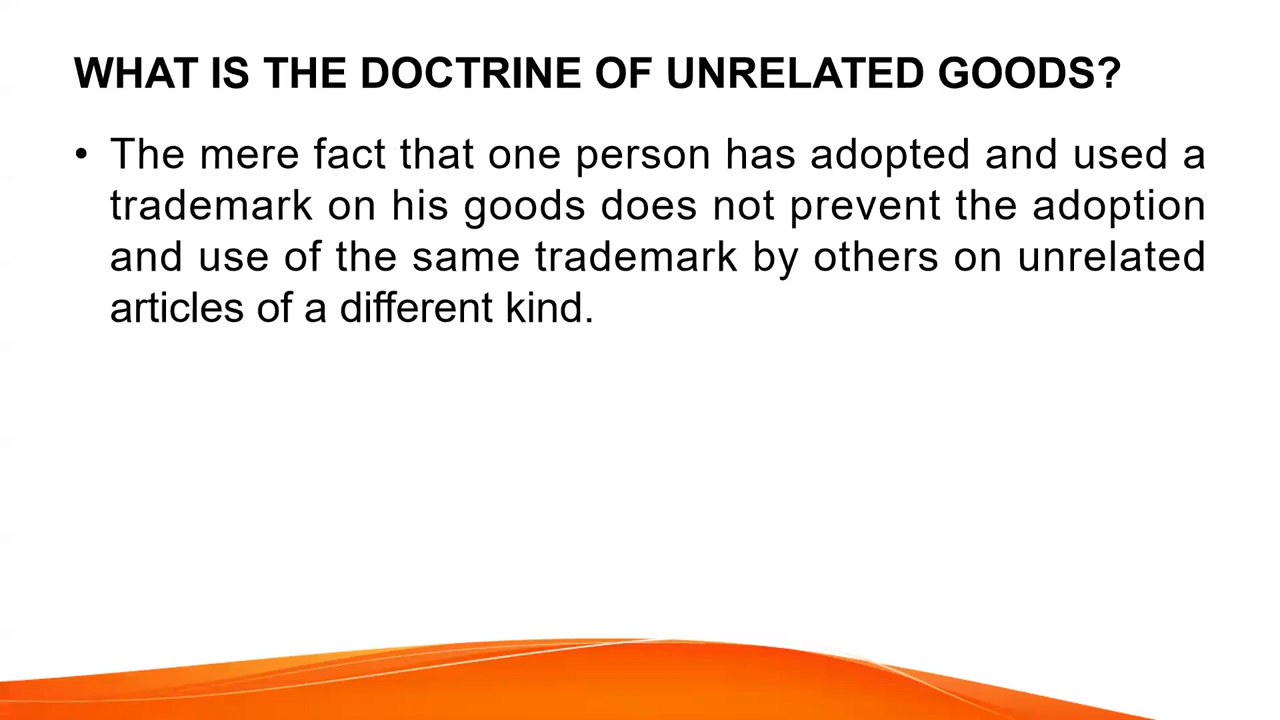 WHAT IS THE DOCTRINE OF UNRELATED GOODS?
• The mere fact that one person has adopted and used a
trademark on his goods does not prevent the adoption
and use of the same trademark by others on unrelated
articles of a different kind.